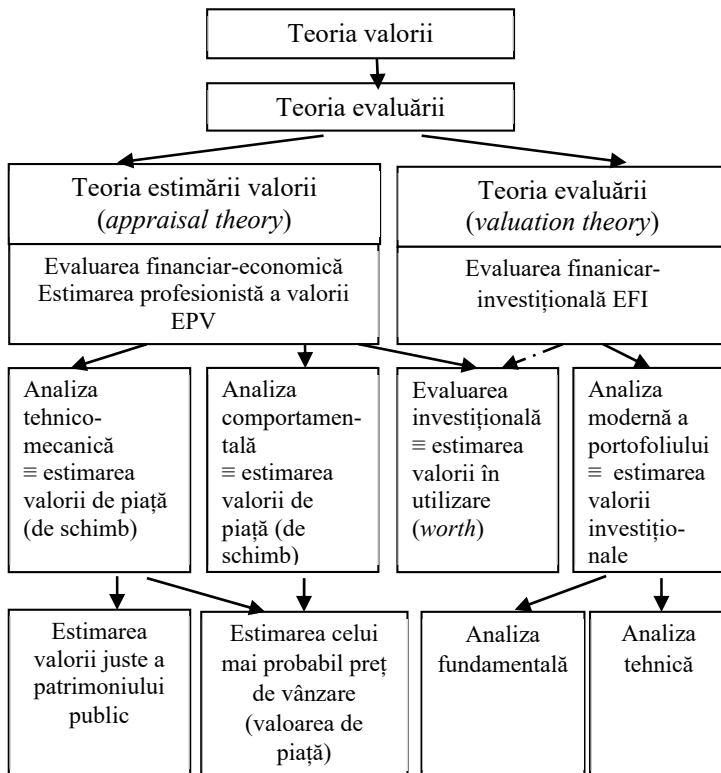 Teoria valorii
Teoria evaluării
Teoria estimării valorii
(appraisal theory)
Evaluarea financiar-economică
Estimarea profesionistă a valorii
EPV
Teoria evaluării
(valuation theory)
Evaluarea finanicar-
investițională EFI
Analiza
tehnico-
mecanică
≡ estimarea
valorii de piață
(de schimb)
Analiza
comportamen-
tală
≡ estimarea
valorii de
piață (de
schimb)
Evaluarea
investițională
≡ estimarea
valorii în
utilizare
(worth)
Analiza
modernă a
portofoliului
≡ estimarea
valorii
investițio-
nale
Estimarea
valorii juste a
patrimoniului
public
Estimarea celui
mai probabil preț
de vânzare
(valoarea de
piață)
Analiza
fundamentală
Analiza
tehnică